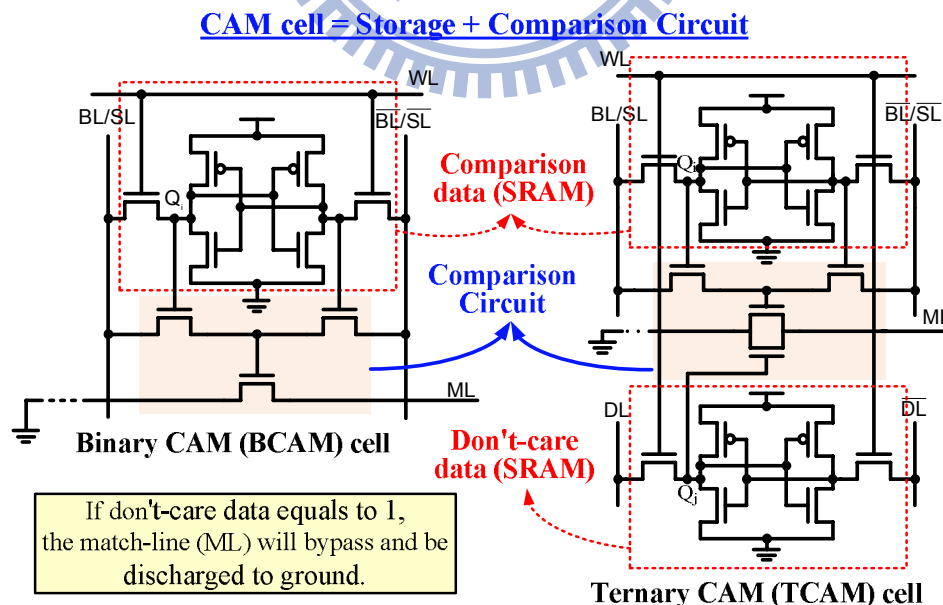 CAM cell = Storage + Comparison Circuit
WL
BL/SL
BL/SL
Qi
ML
Binary CAM (BCAM) cell
Comparison
data (SRAM)
Comparison
Circuit
Don't-care
data (SRAM)
WL
BL/SL
BL/SL
Qi
ML
DL
DL
Qj
Ternary CAM (TCAM) cell
If don't-care data equals to 1,
the match-line (ML) will bypass and be
discharged to ground.